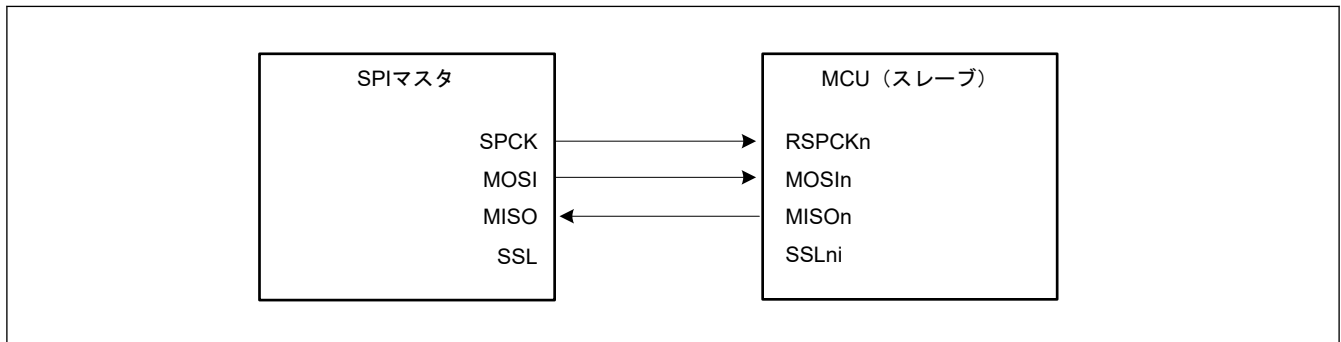 SPIマスタ
SPCK
MOSI
MISO
SSL
MCU（スレーブ）
RSPCKn
MOSIn
MISOn
SSLni